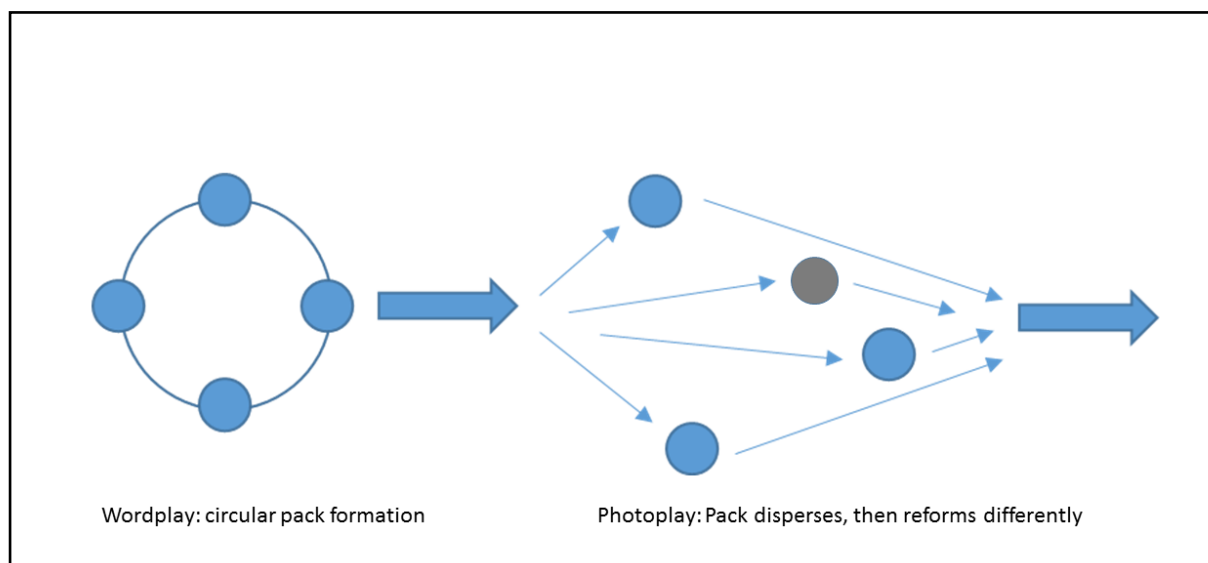 Wordplay: circular pack formation
Photoplay: Pack disperses, then reforms differently